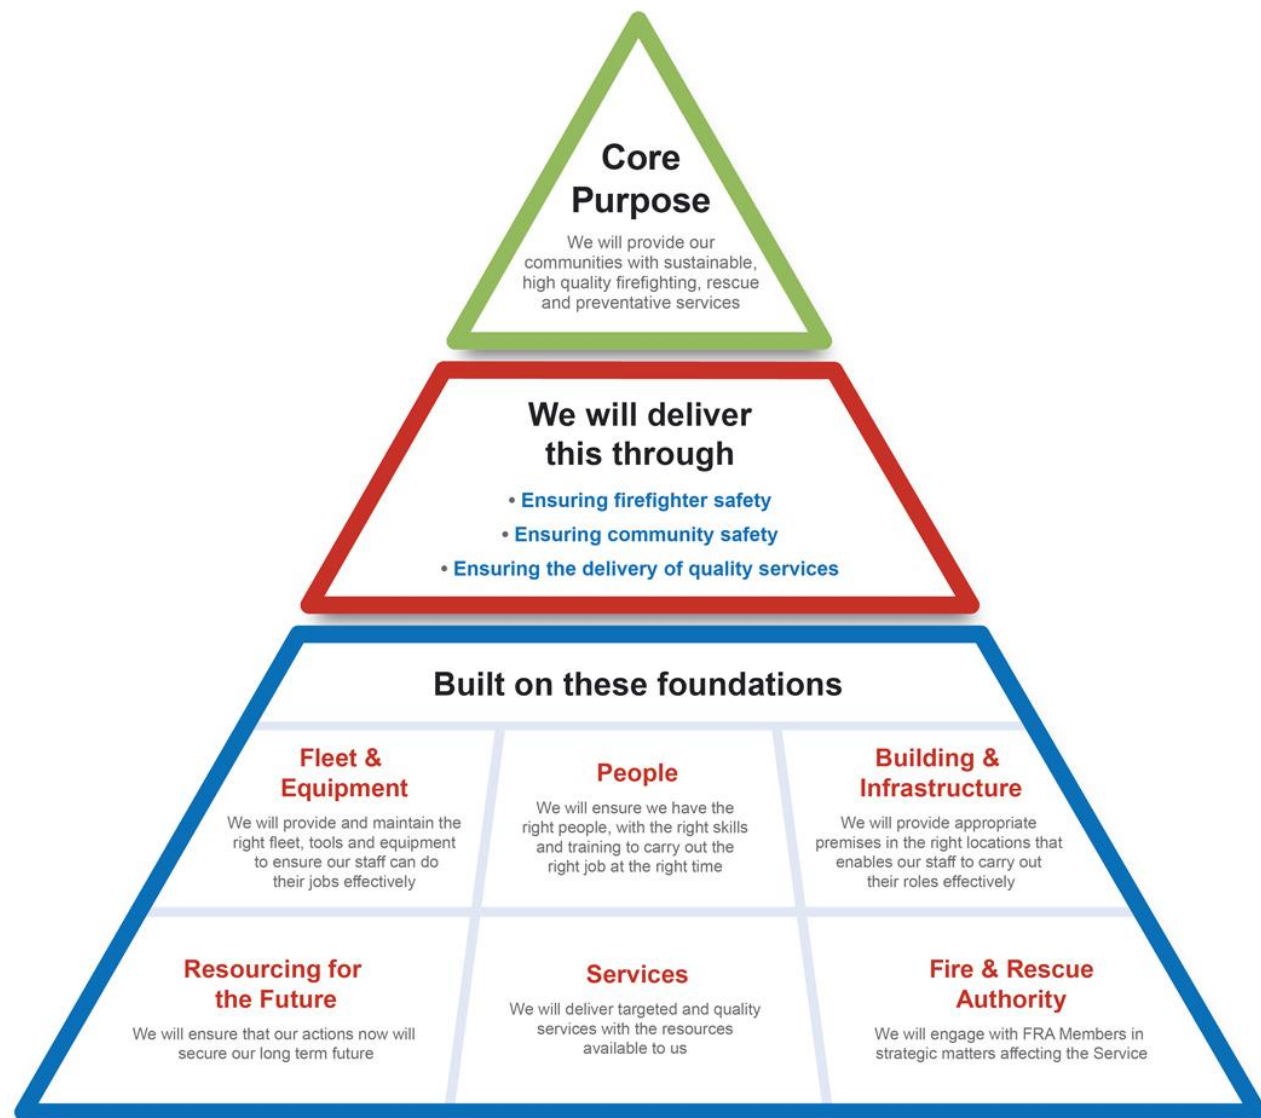 Core
Purpose
We will provide our
communities with sustainable,
high quality firefighting, rescue
and preventative services
We will deliver
this through
• Ensuring firefighter safety
• Ensuring community safety
• Ensuring the delivery of quality services
Built on these foundations
Fleet &
Equipment
We will provide and maintain the
right fleet, tools and equipment
to ensure our staff can do
their jobs effectively
People
We will ensure we have the
right people, with the right skills
and training to carry out the
right job at the right time
Building &
Infrastructure
We will provide appropriate
premises in the right locations that
enables our staff to carry out
their roles effectively
Resourcing for
the Future
We will ensure that our actions now will
secure our long term future
Services
We will deliver targeted and quality
services with the resources
available to us
Fire & Rescue
Authority
We will engage with FRA Members in
strategic matters affecting the Service